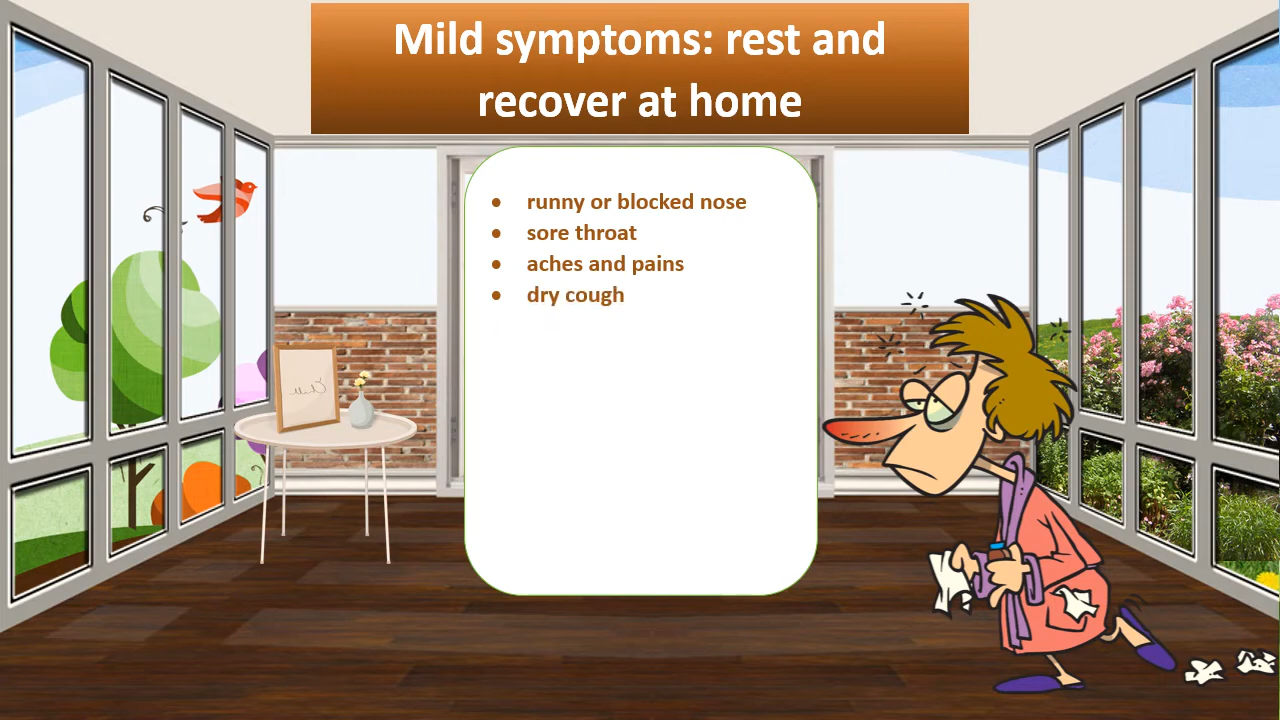 Mild symptoms: rest and
recover at home
• runny or blocked nose
• sore throat
• aches and pains
• dry cough